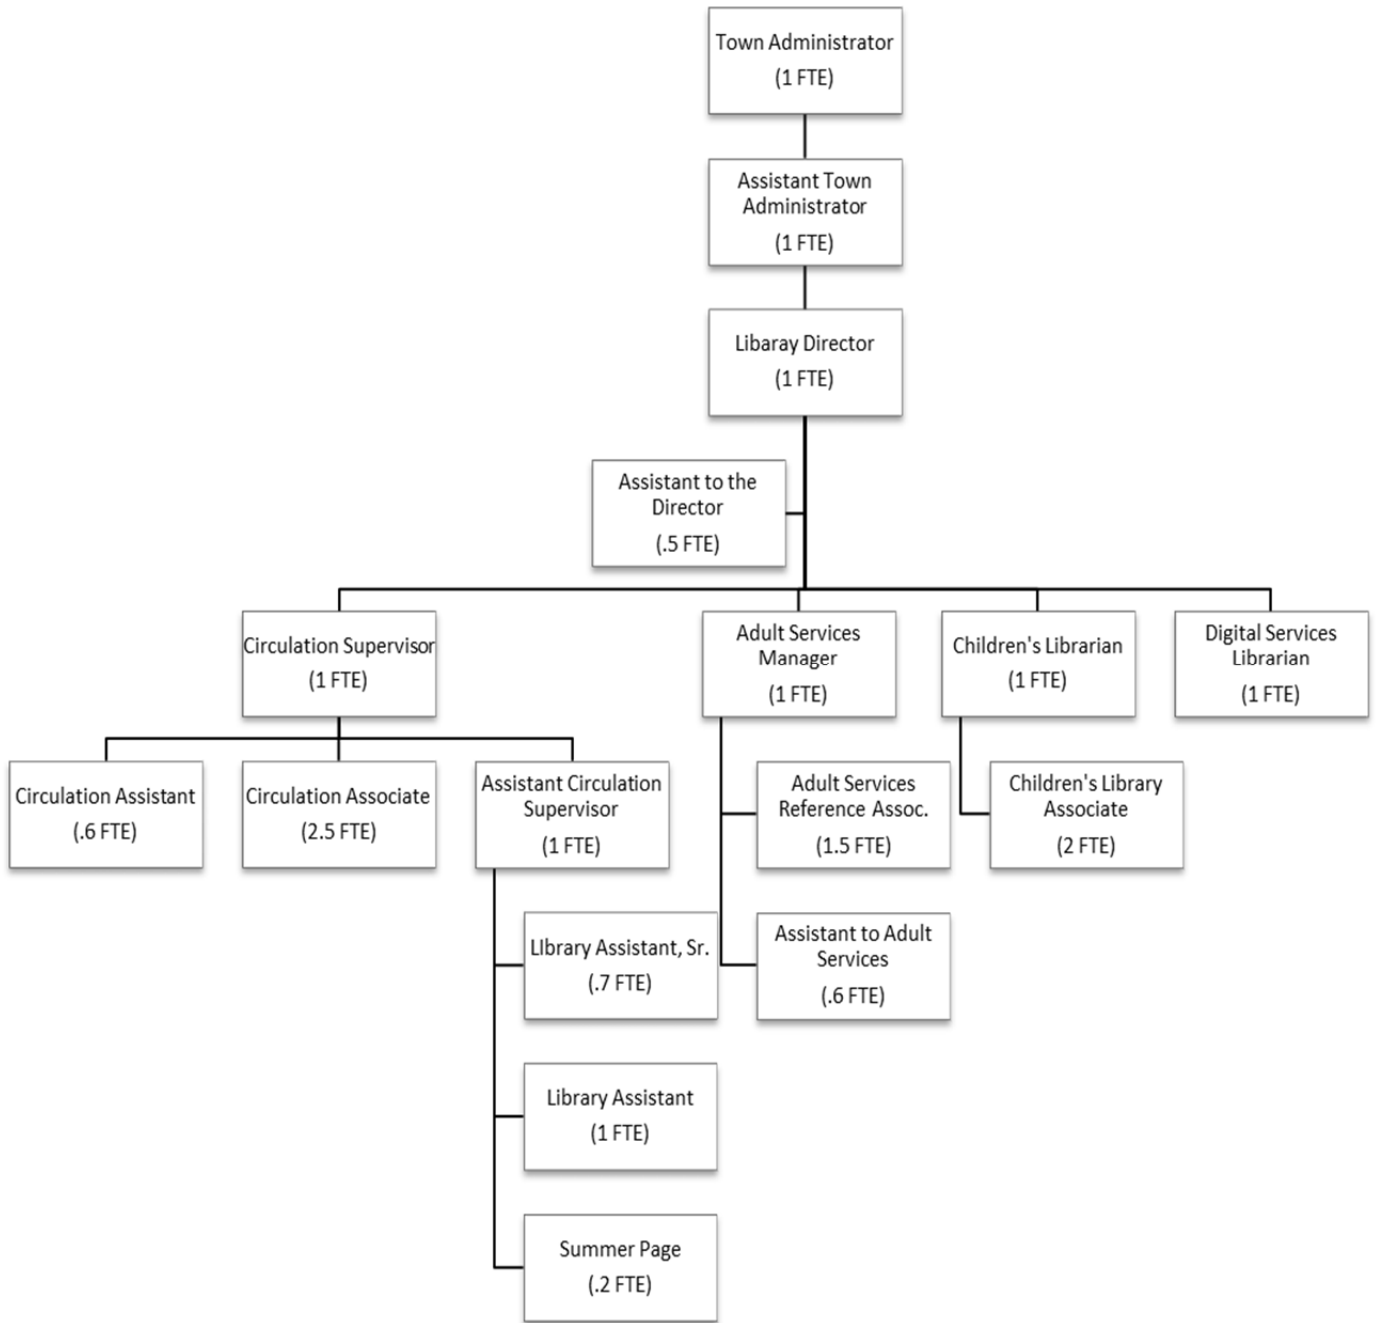 Town Administrator
(1 FTE)
Assistant Town
Administrator
(1 FTE)
Libaray Director
(1 FTE)
Assistant to the
Director
(.5 FTE)
Circulation Supervisor
(1 FTE)
Adult Services
Manager
(1 FTE)
Children's Librarian
(1 FTE)
Digital Services
Librarian
(1 FTE)
Circulation Assistant
(.6 FTE)
Circulation Associate
(2.5 FTE)
Assistant Circulation
Supervisor
(1 FTE)
Adult Services
Reference Assoc.
(1.5 FTE)
Children's Library
Associate
(2 FTE)
LIbrary Assistant, Sr.
(.7 FTE)
Assistant to Adult
Services
(.6 FTE)
Library Assistant
(1 FTE)
Summer Page
(.2 FTE)